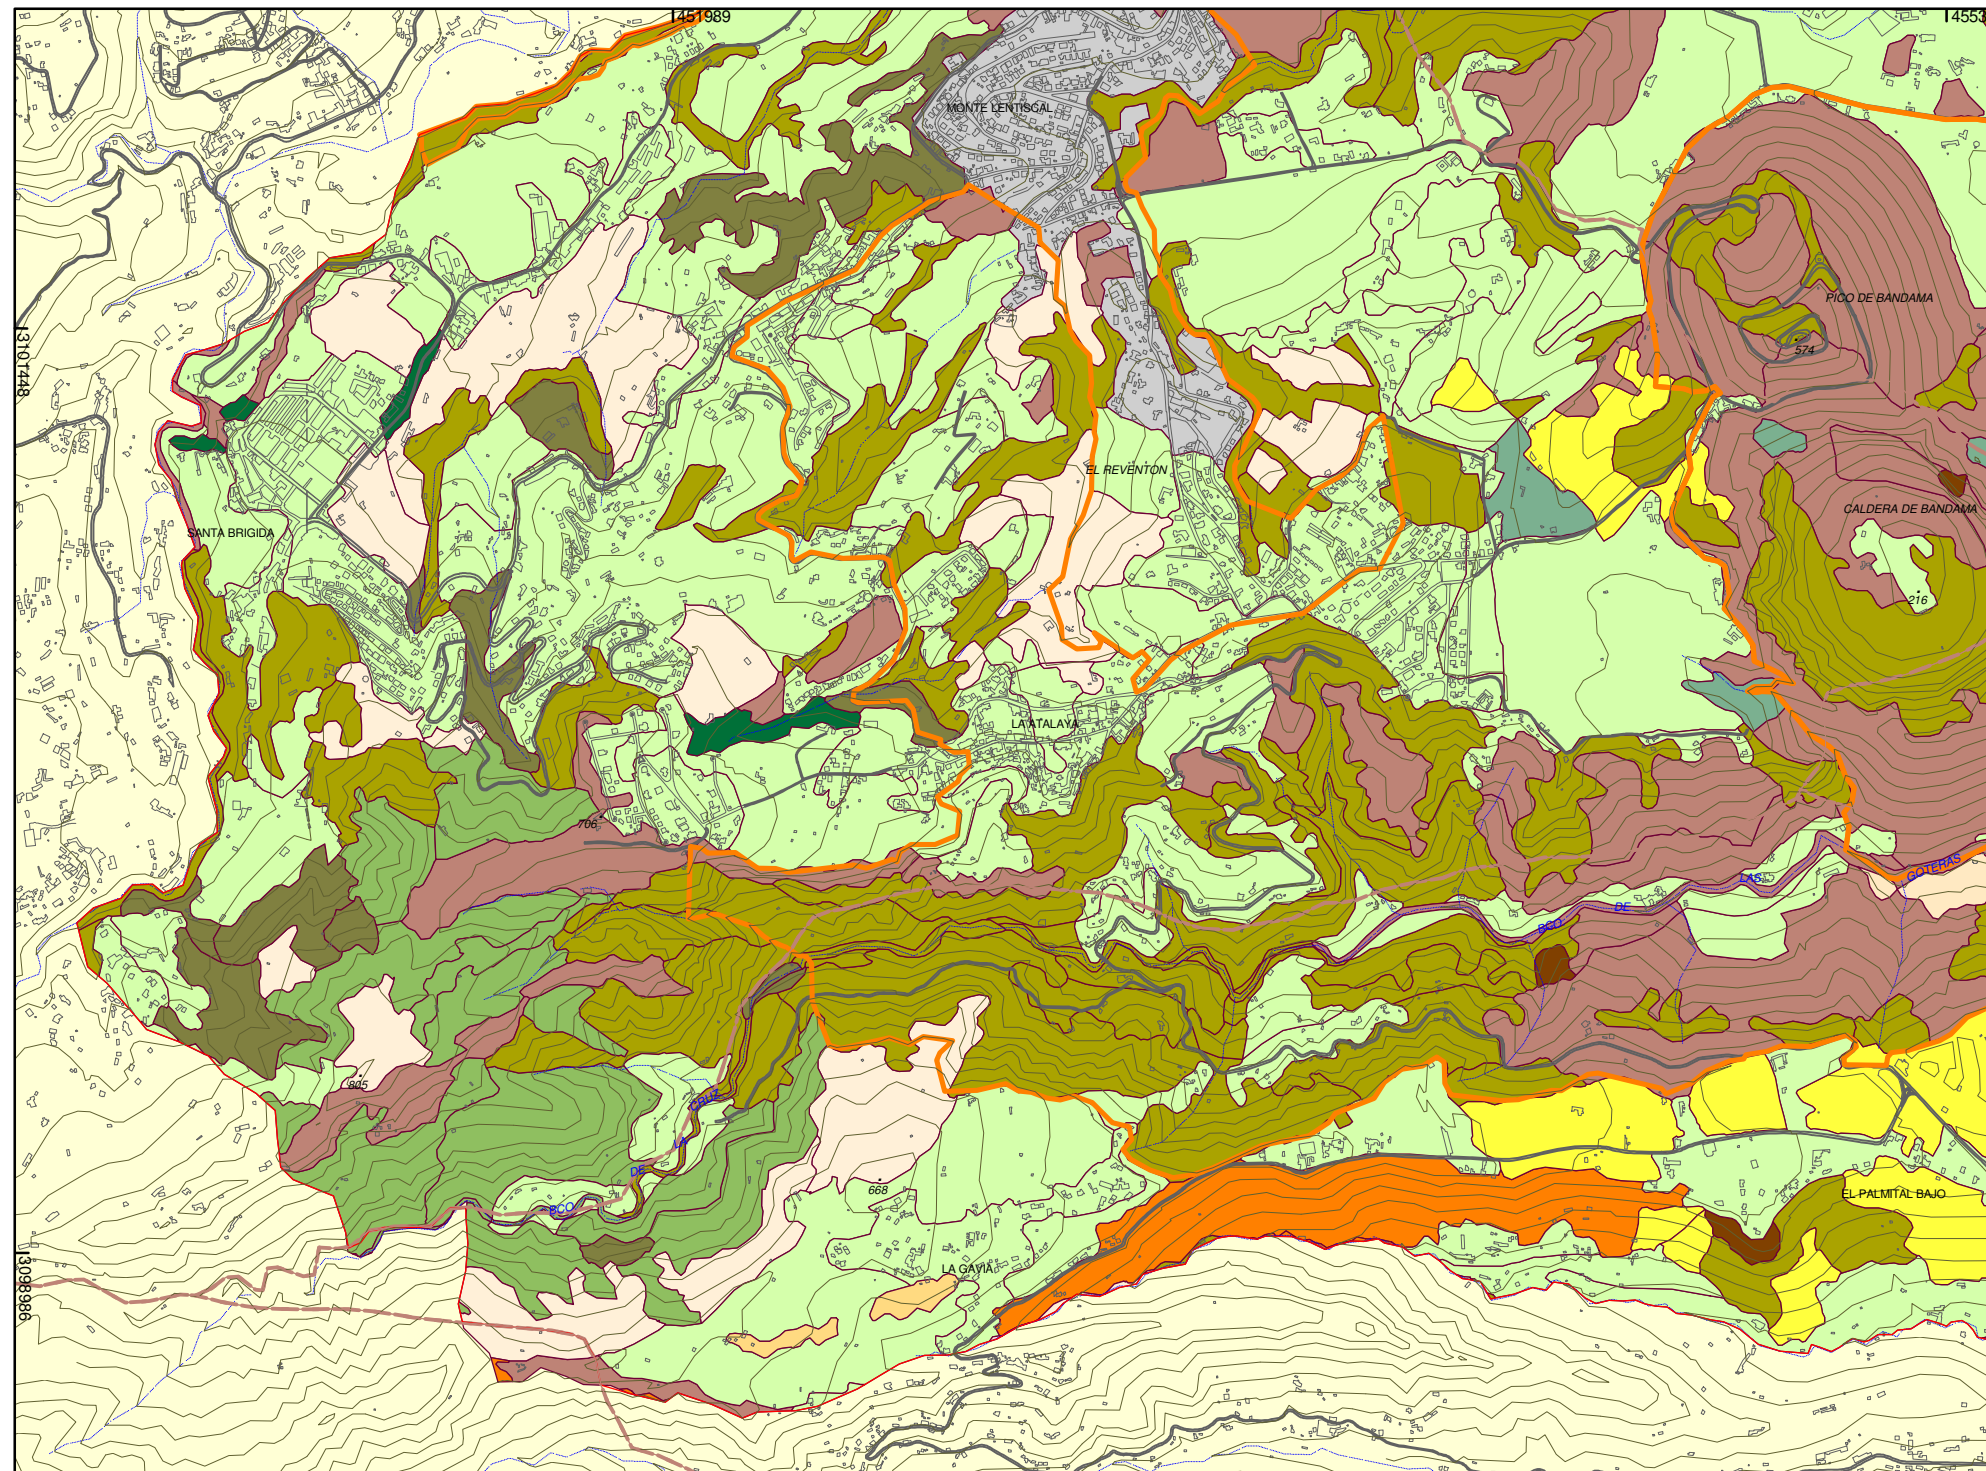 451989
4553
MONTE LENTISCAL
PICO DE BANDAMA
574
3101448
EL REVENTON
CALDERA DE BANDAMA
SANTA BRIGIDA
216
LA ATALAYA
706
GOTERAS
LAS
DE
BCO
805
CRUZ
LA
DE
BCO
668
EL PALMITAL BAJO
LA GAVIA
3098986